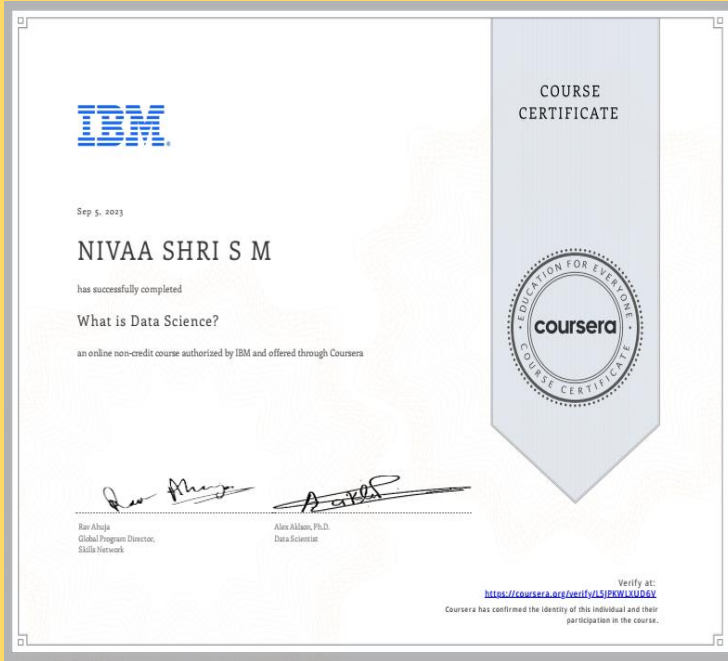 IBM
COURSE
CERTIFICATE
Sep 5, 2023
NIVAA SHRI S M
has successfully completed
What is Data Science?
an online non-credit course authorized by IBM and offered through Coursera
EDUCATION FOR EVERYONE
coursera
COURSE CERTIFICATE
Rav Ahuja
Global Program Director,
Skills Network
Alex Aklson, Ph.D.
Data Scientist
Verify at:
https://coursera.org/verify/L5JPKWLXUD6V
Coursera has confirmed the identity of this individual and their
participation in the course.